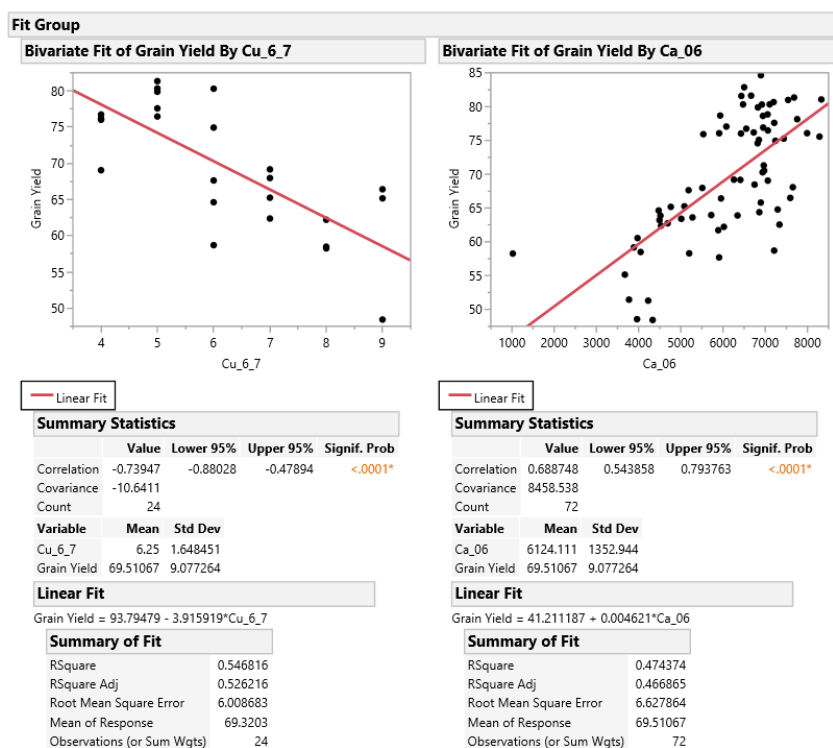 Fit Group
Bivariate Fit of Grain Yield By Cu_6_7
80
75
70
65
60
55
50
Grain Yield
4 5 6 7 8 9
Cu_6_7
Linear Fit
Summary Statistics
Value Lower 95% Upper 95% Signif. Prob
Correlation -0.73947 -0.88028 -0.47894 <.0001*
Covariance -10.6411
Count 24
Variable Mean Std Dev
Cu_6_7 6.25 1.648451
Grain Yield 69.51067 9.077264
Linear Fit
Grain Yield = 93.79479 - 3.915919*Cu_6_7
Summary of Fit
RSquare 0.546816
RSquare Adj 0.526216
Root Mean Square Error 6.008683
Mean of Response 69.3203
Observations (or Sum Wgts) 24
Bivariate Fit of Grain Yield By Ca_06
85
80
75
70
65
60
55
50
Grain Yield
1000 2000 3000 4000 5000 6000 7000 8000
Ca_06
Linear Fit
Summary Statistics
Value Lower 95% Upper 95% Signif. Prob
Correlation 0.688748 0.543858 0.793763 <.0001*
Covariance 8458.538
Count 72
Variable Mean Std Dev
Ca_06 6124.111 1352.944
Grain Yield 69.51067 9.077264
Linear Fit
Grain Yield = 41.211187 + 0.004621*Ca_06
Summary of Fit
RSquare 0.474374
RSquare Adj 0.466865
Root Mean Square Error 6.627864
Mean of Response 69.51067
Observations (or Sum Wgts) 72